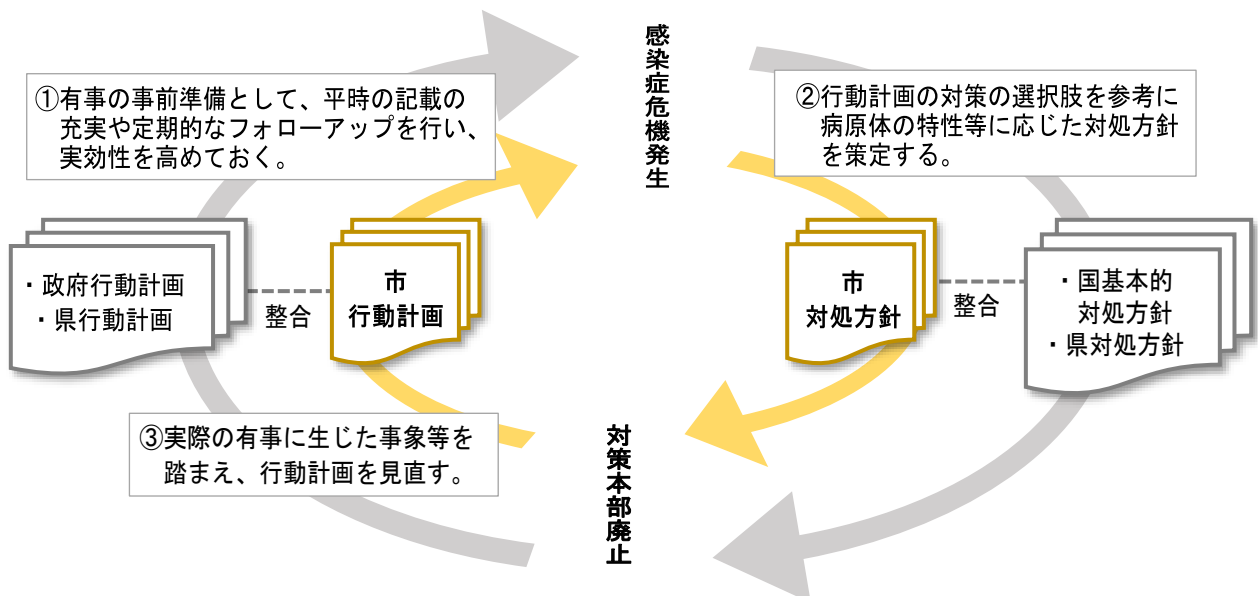 感染症危機発生
①有事の事前準備として、平時の記載の
充実や定期的なフォローアップを行い、
実効性を高めておく。
②行動計画の対策の選択肢を参考に
病原体の特性等に応じた対処方針
を策定する。
・政府行動計画
・県行動計画
整合
市
行動計画
市
対処方針
整合
・国基本的
対処方針
・県対処方針
③実際の有事に生じた事象等を
踏まえ、行動計画を見直す。
対策本部廃止